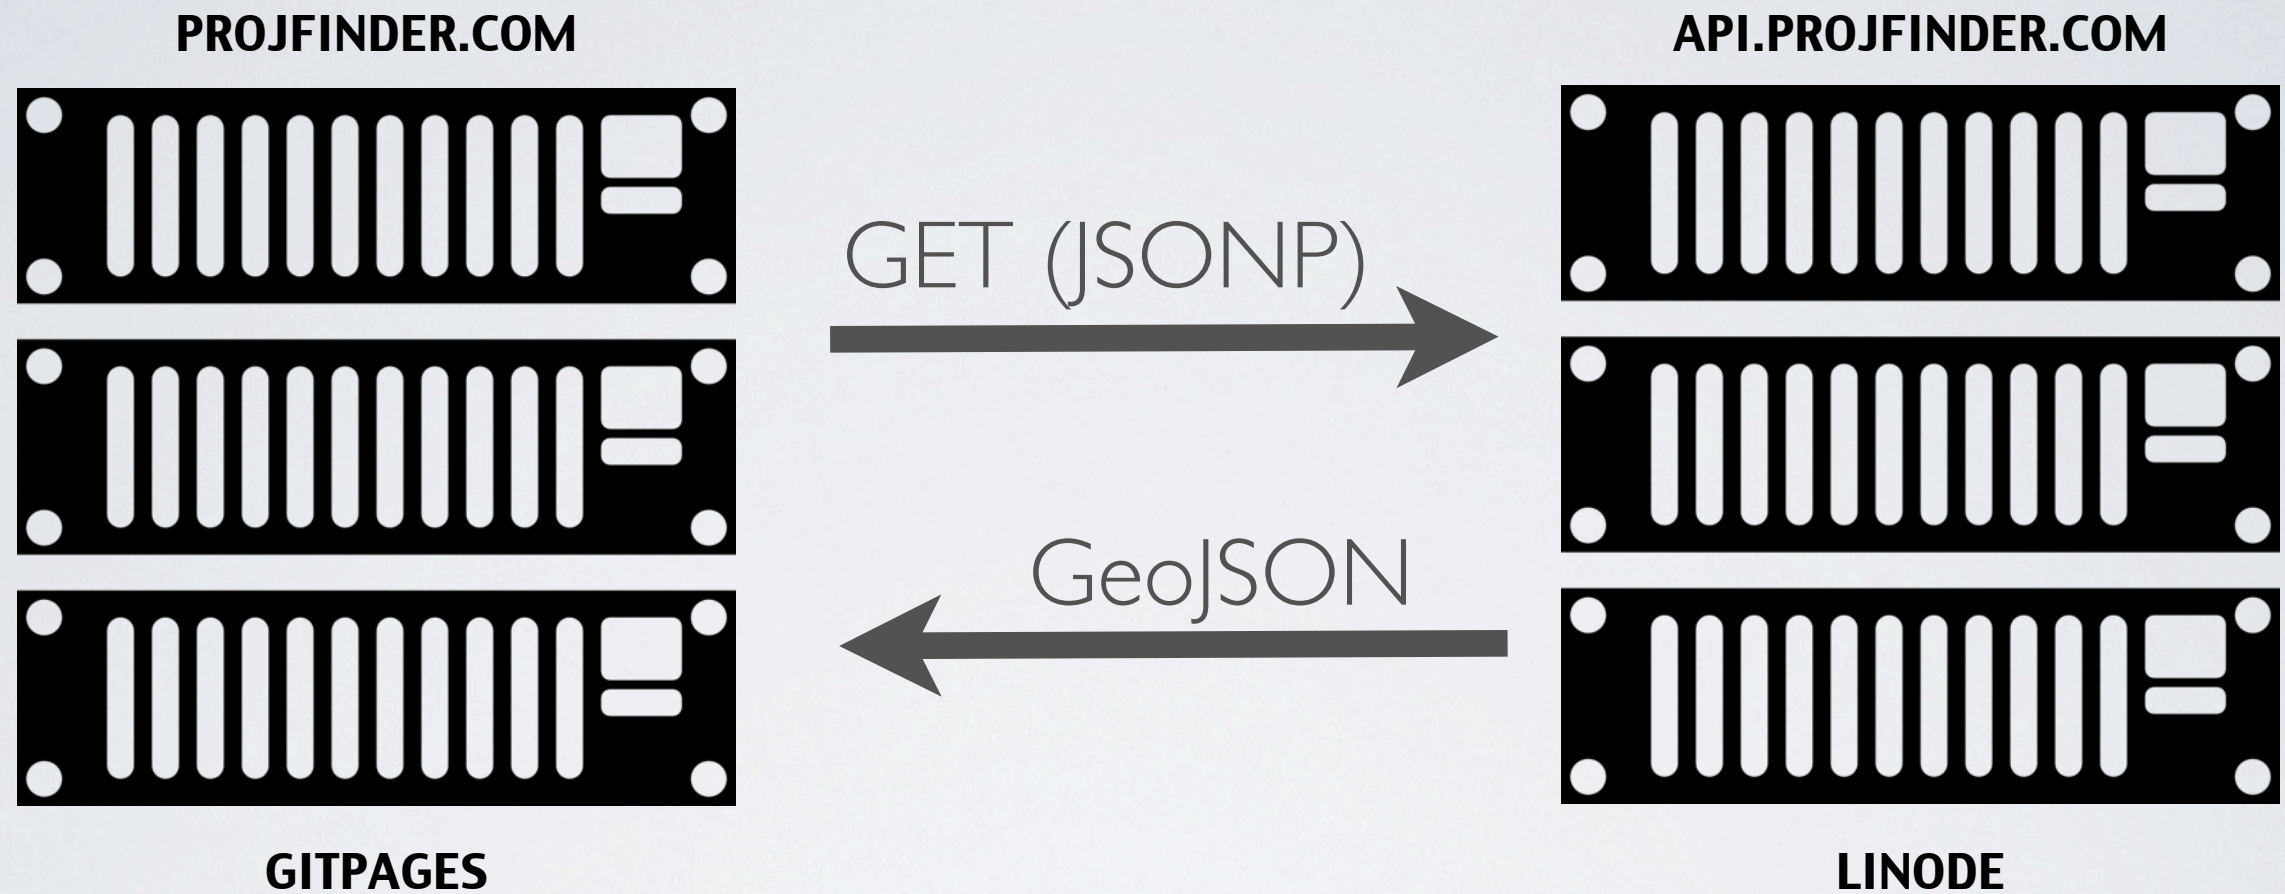 PROJFINDER.COM
API.PROJFINDER.COM
GET (JSONP)
GeoJSON
GITPAGES
LINODE